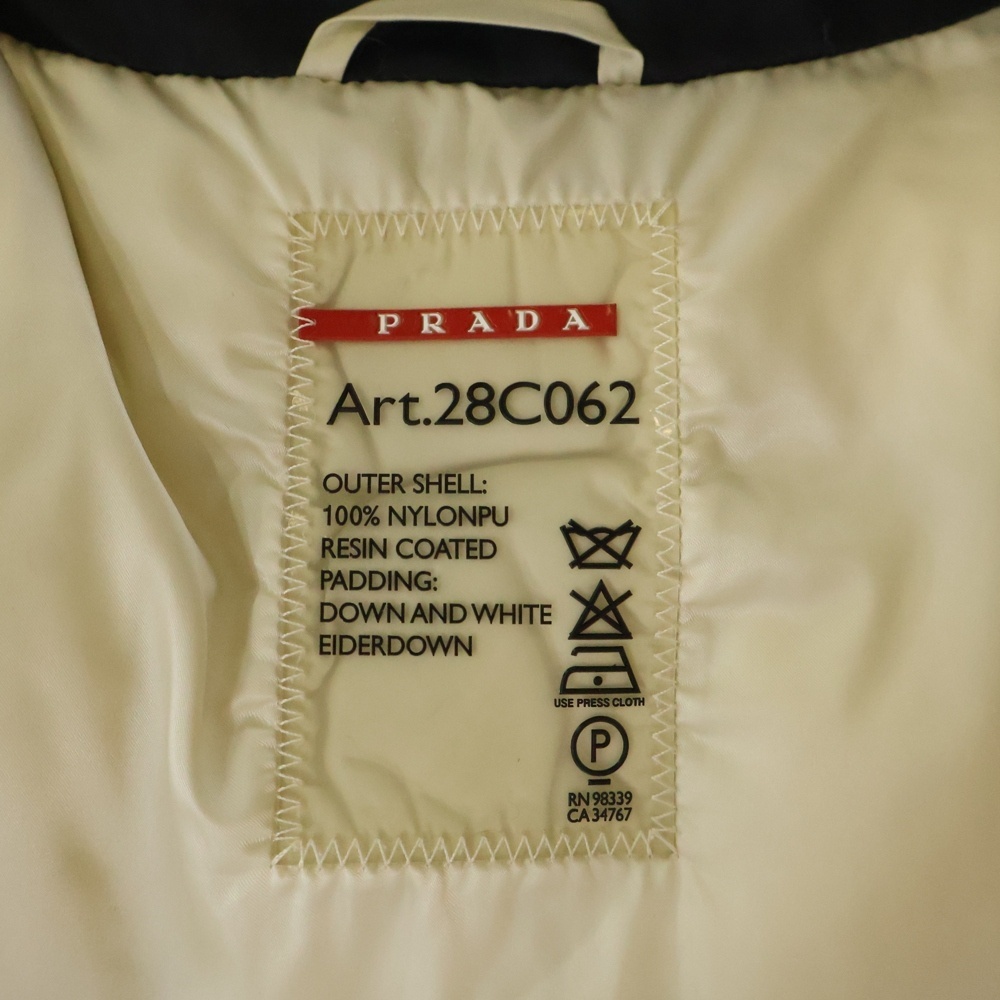 PRADA
Art.28C062
OUTER SHELL:
100% NYLONPU
RESIN COATED
PADDING:
DOWN AND WHITE
EIDERDOWN
USE PRESS CLOTH
P
RN 98339
CA 34767